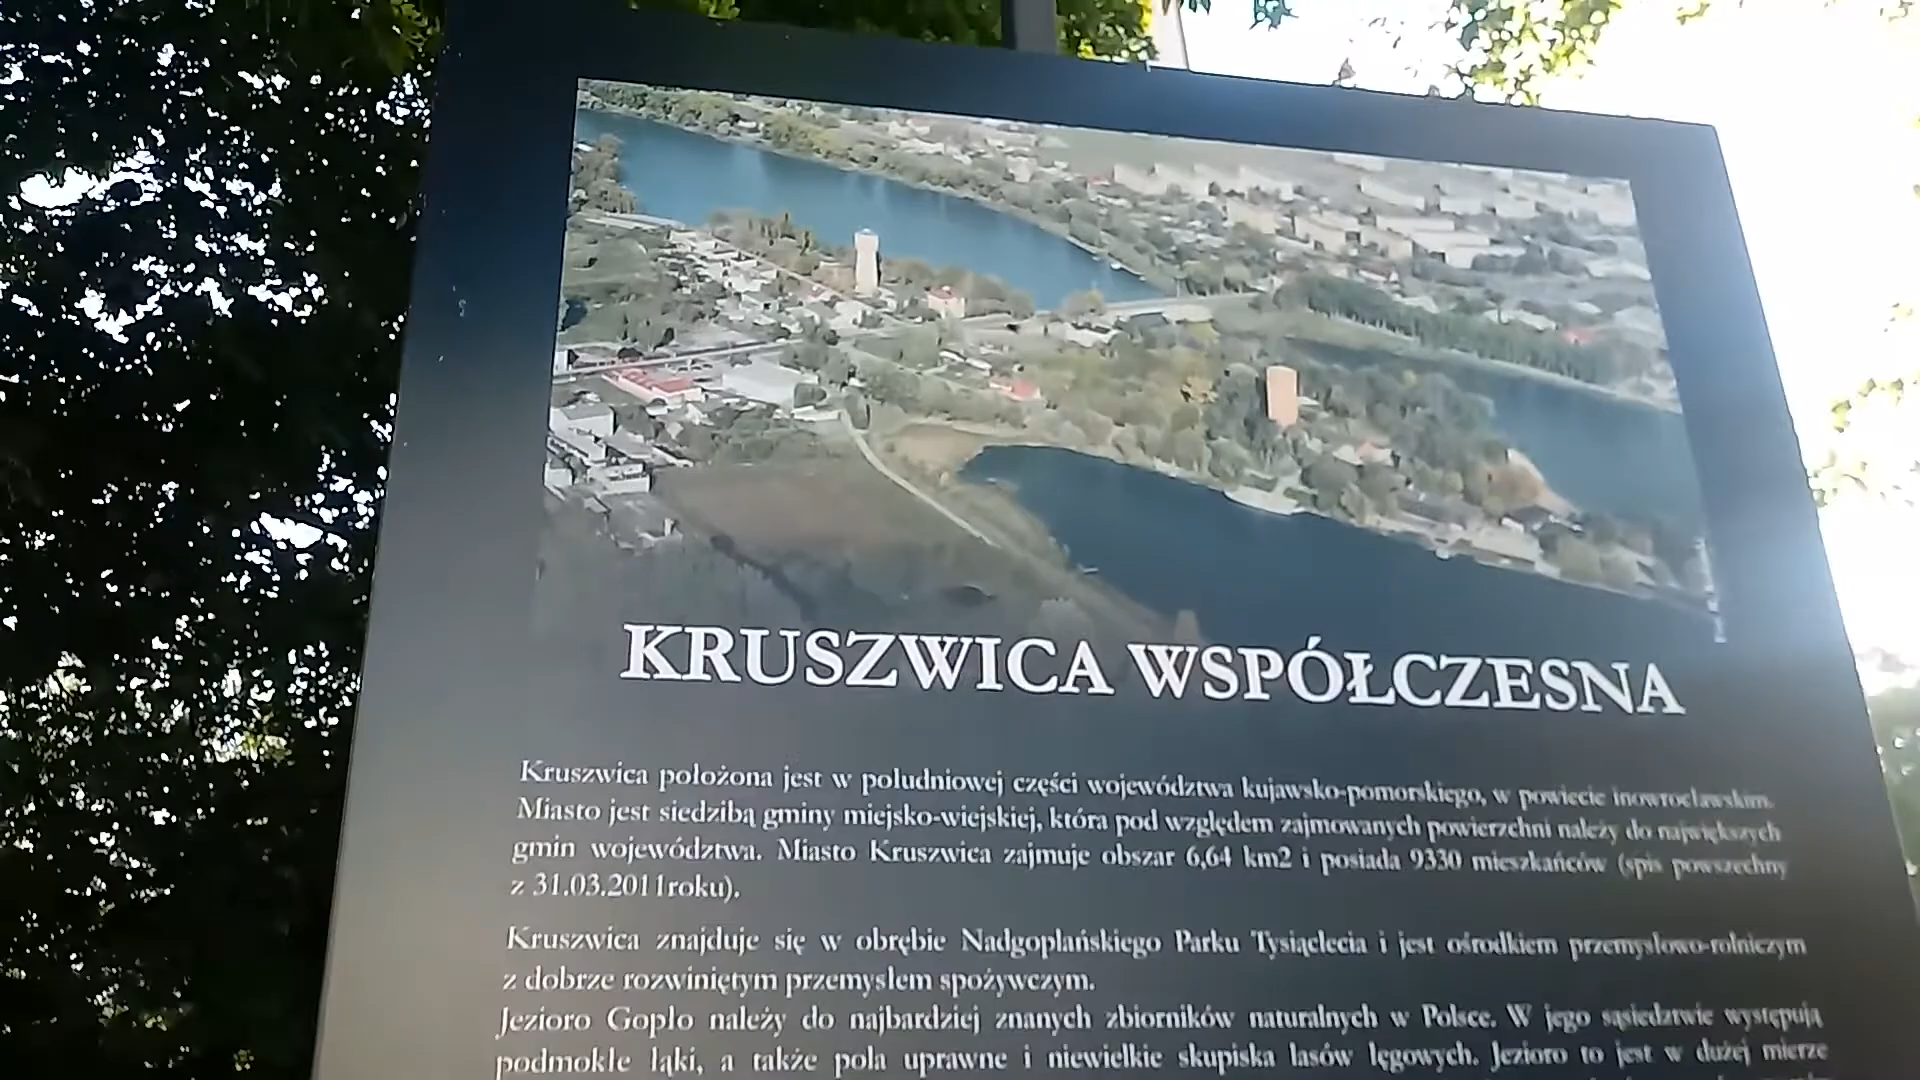 KRUSZWICA WSPÓŁCZESNA
Kruszwica położona jest w południowej części województwa kujawsko-pomorskiego, w powiecie inowrocławskim.
Miasto jest siedzibą gminy miejsko-wiejskiej, która pod względem zajmowanych powierzchni należy do największych
gmin województwa. Miasto Kruszwica zajmuje obszar 6,64 km2 i posiada 9330 mieszkańców (spis powszechny
z 31.03.2011roku).
Kruszwica znajduje się w obrębie Nadgoplańskiego Parku Tysiąclecia i jest ośrodkiem przemysłowo-rolniczym
z dobrze rozwiniętym przemysłem spożywczym.
Jezioro Gopło należy do najbardziej znanych zbiorników naturalnych w Polsce. W jego sąsiedztwie występują
podmokłe łąki, a także pola uprawne i niewielkie skupiska lasów łęgowych. Jezioro to jest w dużej mierze